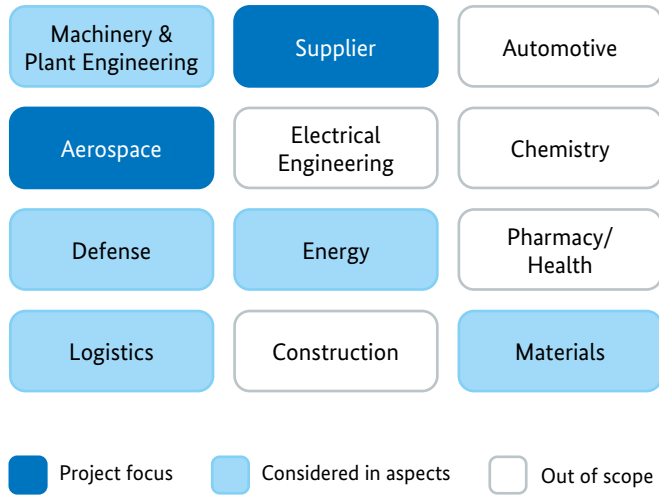 Machinery &
Plant Engineering
Supplier
Automotive
Aerospace
Electrical
Engineering
Chemistry
Defense
Energy
Pharmacy/
Health
Logistics
Construction
Materials
Project focus
Considered in aspects
Out of scope